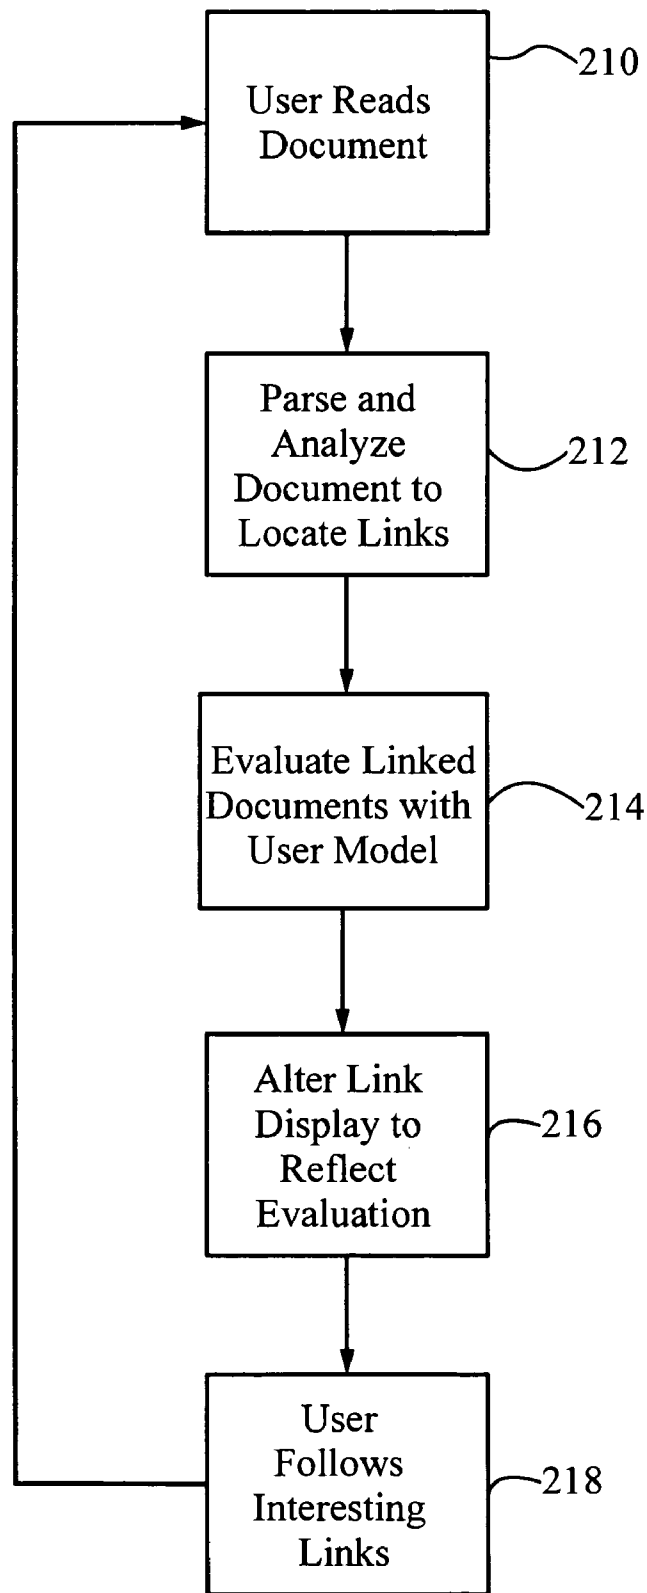 210
User Reads
Document
Parse and
Analyze
Document to
Locate Links
212
Evaluate Linked
Documents with
User Model
214
Alter Link
Display to
Reflect
Evaluation
216
User
Follows
Interesting
Links
218